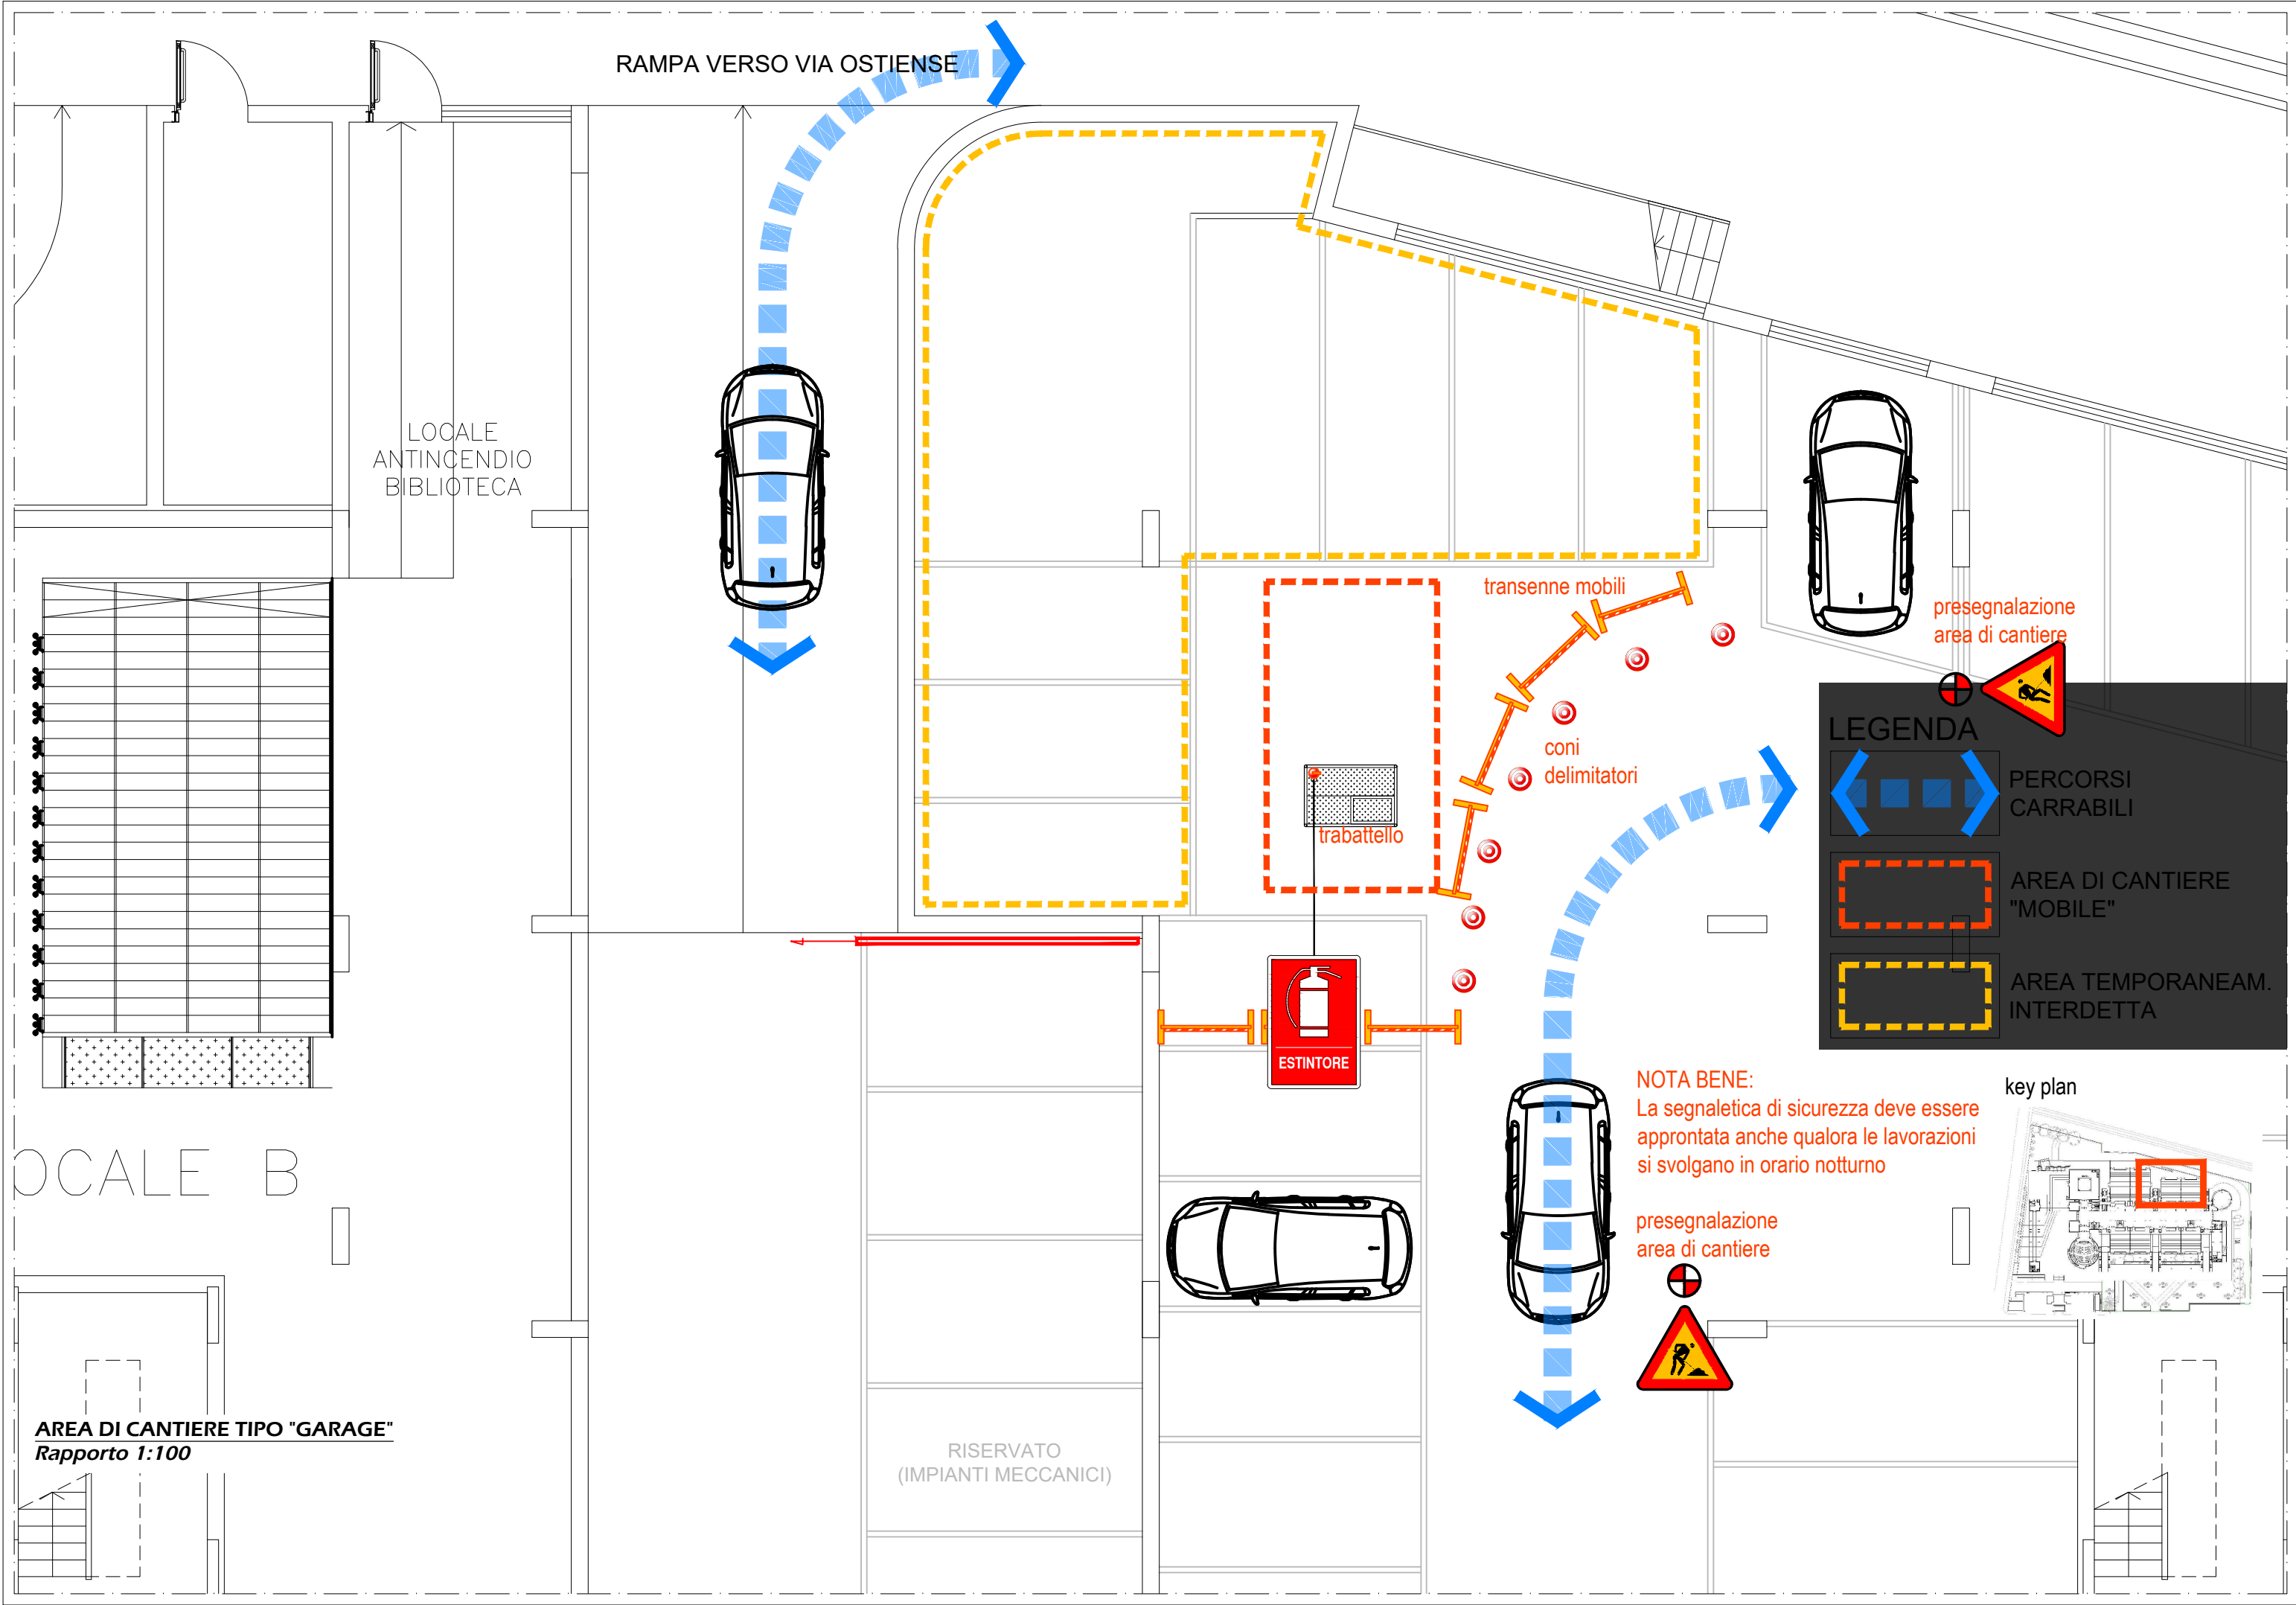 RAMPA VERSO VIA OSTIENSE
LOCALE
ANTINCENDIO
BIBLIOTECA
transenne mobili
presegnalazione
area di cantiere
coni
delimitatori
trabattello
LEGENDA
PERCORSI
CARRABILI
AREA DI CANTIERE
"MOBILE"
AREA TEMPORANEAM.
INTERDETTA
ESTINTORE
NOTA BENE:
La segnaletica di sicurezza deve essere
approntata anche qualora le lavorazioni
si svolgano in orario notturno
key plan
OCALE B
presegnalazione
area di cantiere
AREA DI CANTIERE TIPO "GARAGE"
Rapporto 1:100
RISERVATO
(IMPIANTI MECCANICI)